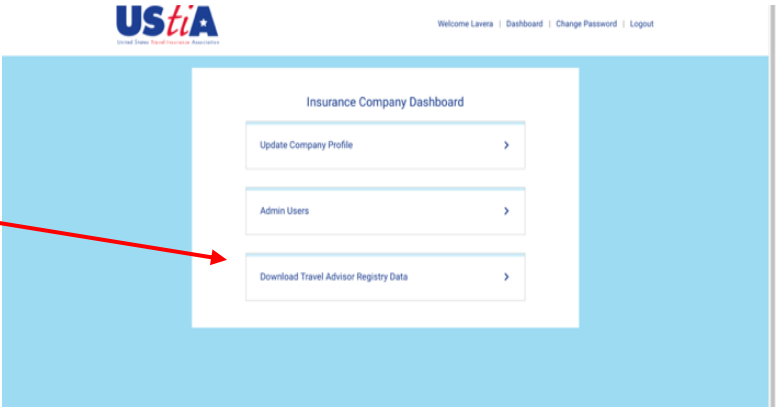 UStiA
United States Travel Insurance Association
Welcome Lavera | Dashboard | Change Password | Logout
Insurance Company Dashboard
Update Company Profile
Admin Users
Download Travel Advisor Registry Data